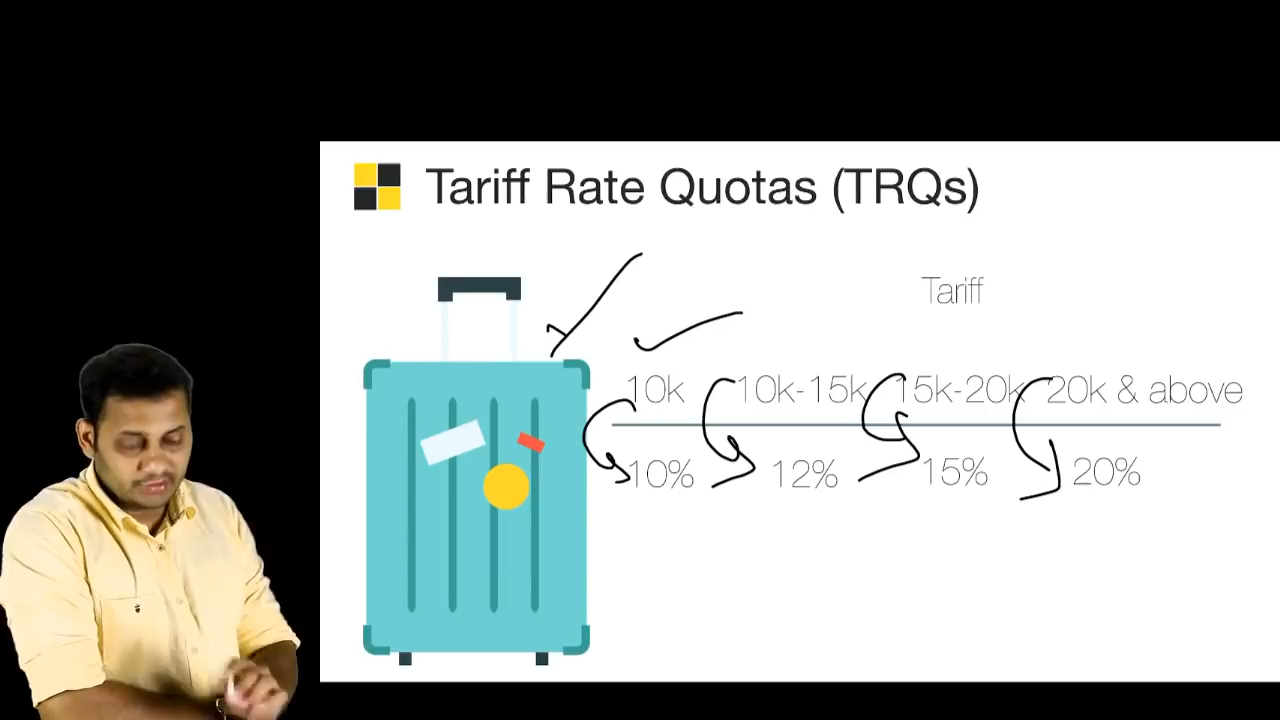 Tariff Rate Quotas (TRQs)
Tariff
10k 10k-15k 15k-20k 20k & above
10% 12% 15% 20%